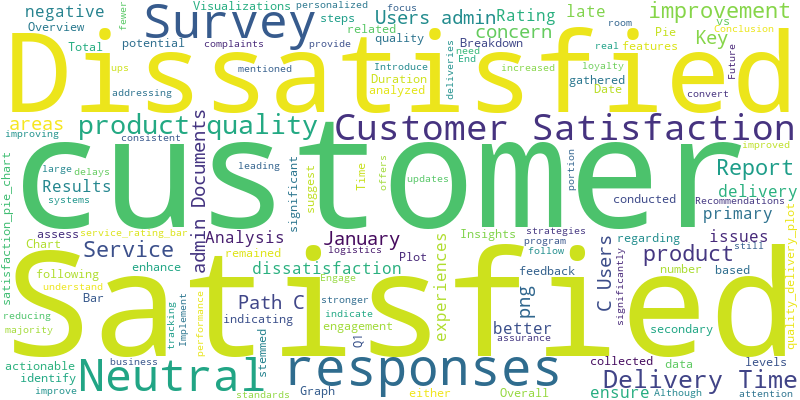 negative
Overview
fewer
Survey
Visualizations
personalized
focus
steps
Users admin
Rating
late
improvement
Total
potential
complaints
provide
related
quality
concern
Breakdown
room
vs
Key
Conclusion
Pie
real
features
Dissatisfied
ups
mentioned
Introduce
Duration
analyzed
deliveries
need
End
increased
gathered
loyalty
Date
Future
convert
addressing
areas
product quality
consistent
Customer Satisfaction
improving
customer
improved
satisfaction_pie_chart
large
delays
Results
systems
admin Documents
leading
significant
suggest
Time
offers
updates
portion
conducted
Report
delivery
Recommendations
primary
assess
service_rating_bar
Chart
Service
enhance
Analysis
remained
January
logistics
Plot
Insights
strategies
program
follow
regarding
issues
still
Satisfied
following
understand
dissatisfaction
Engage
experiences
feedback
C Users
significantly
product
number
based
quality_delivery_plot
reducing
majority
Bar
tracking
Implement
performance
Path C
indicating
stronger
indicate
engagement
png
better
assurance
secondary
actionable
identify
improve
business
Neutral
stemmed
standards
Graph
Q1
responses
either
Overall
collected
ensure
data
Delivery Time
Although
levels
attention